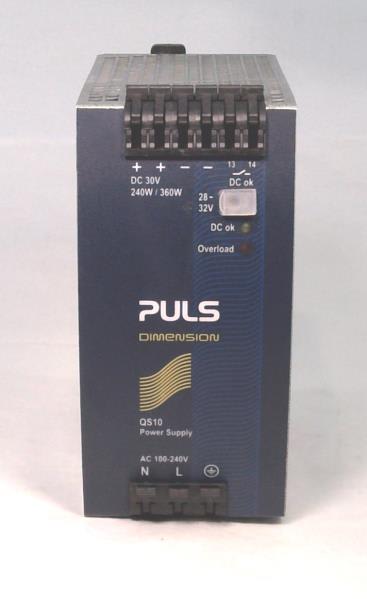 + + − − 13 14
DC 30V
240W / 360W
DC ok
28–
32V
DC ok
Overload
PULS
DIMENSION
QS10
Power Supply
AC 100-240V
N L